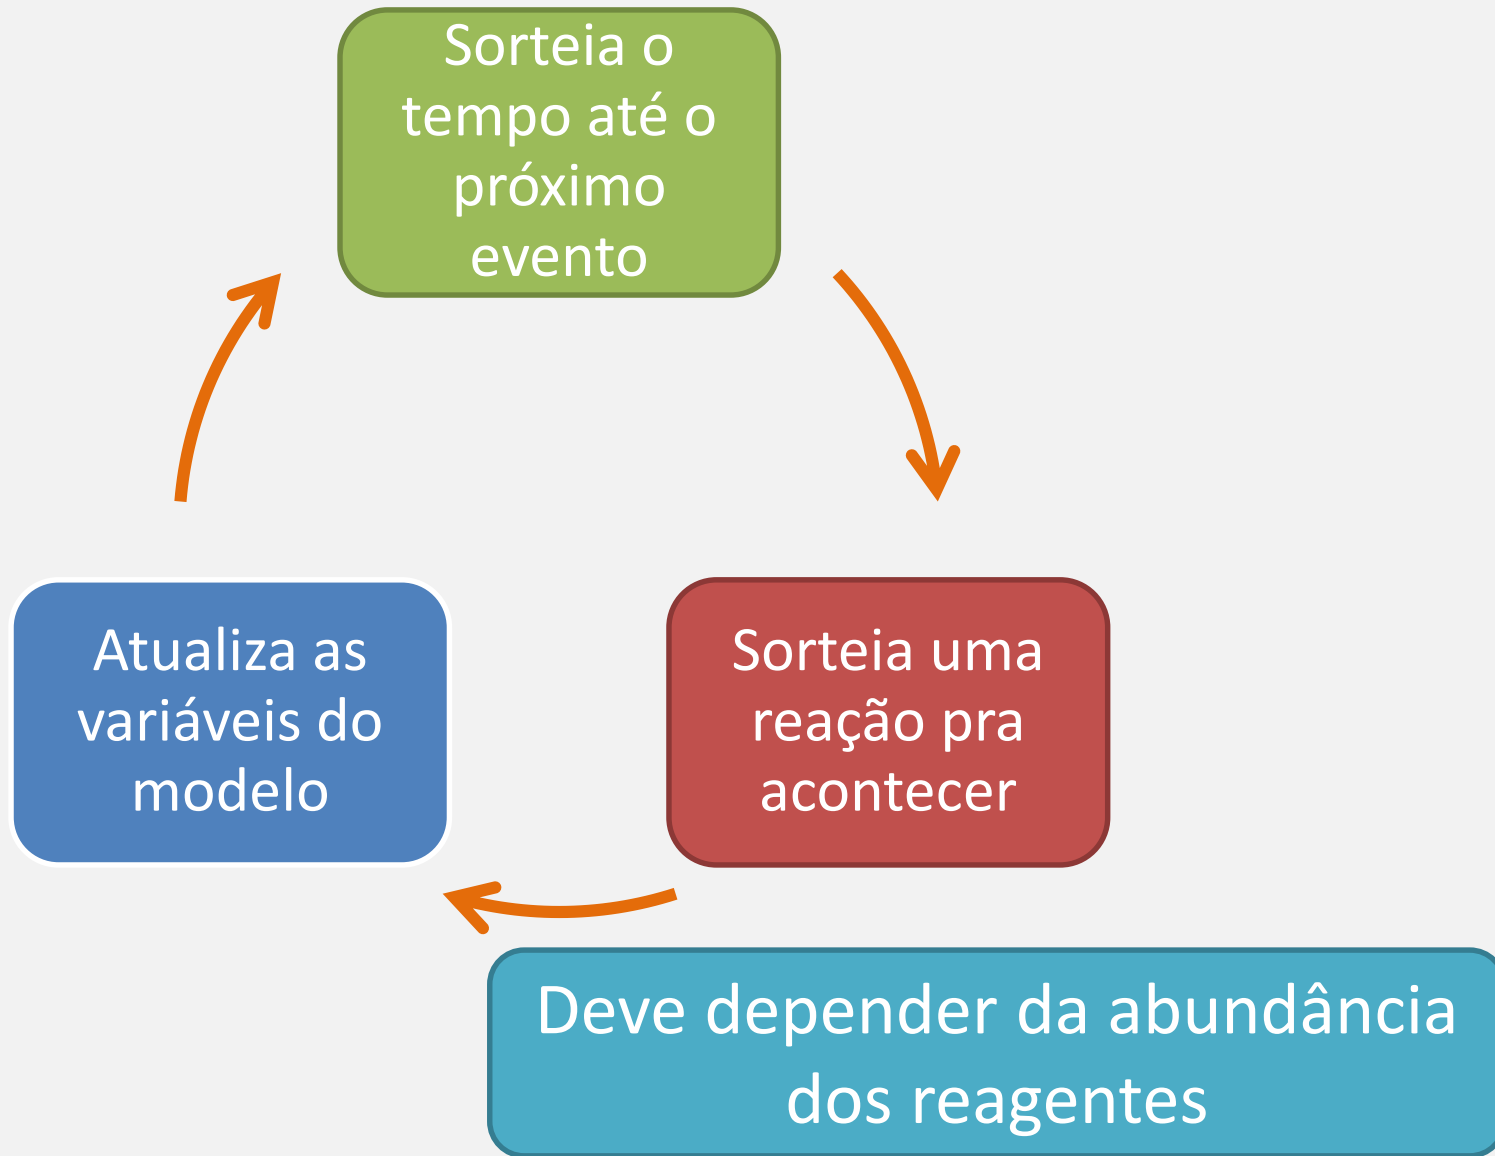 Sorteia o
tempo até o
próximo
evento
Atualiza as
variáveis do
modelo
Sorteia uma
reação pra
acontecer
Deve depender da abundância
dos reagentes